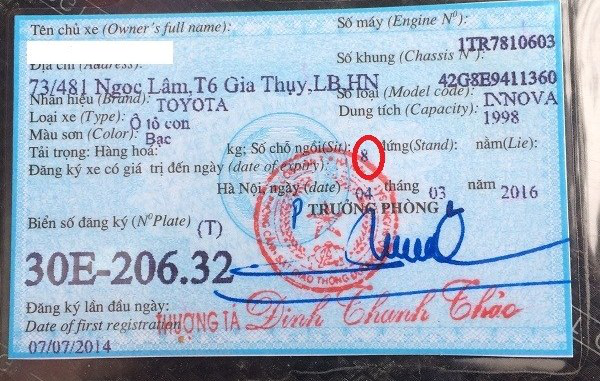 Tên chủ xe (Owner's full name):
Số máy (Engine Nº):
1TR7810603
Địa chỉ (Address):
Số khung (Chassis Nº):
73/481 Ngọc Lâm,T6 Gia Thụy,LB,HN
42G8E9411360
Nhãn hiệu (Brand): TOYOTA
Số loại (Model code): INNOVA
Loại xe (Type): Ô tô con
Dung tích (Capacity): 1998
Màu sơn (Color): Bạc
Tải trọng: Hàng hoá: kg; Số chỗ ngồi(Sit): 8 đứng(Stand): nằm(Lie):
Đăng ký xe có giá trị đến ngày (date of expiry):
Hà Nội, ngày (date) 04 tháng 03 năm 2016
Biển số đăng ký (NºPlate) (T)
P TRƯỞNG PHÒNG
30E-206.32
Đăng ký lần đầu ngày:
Date of first registration
THƯỢNG TÁ Đinh Thanh Thảo
07/07/2014